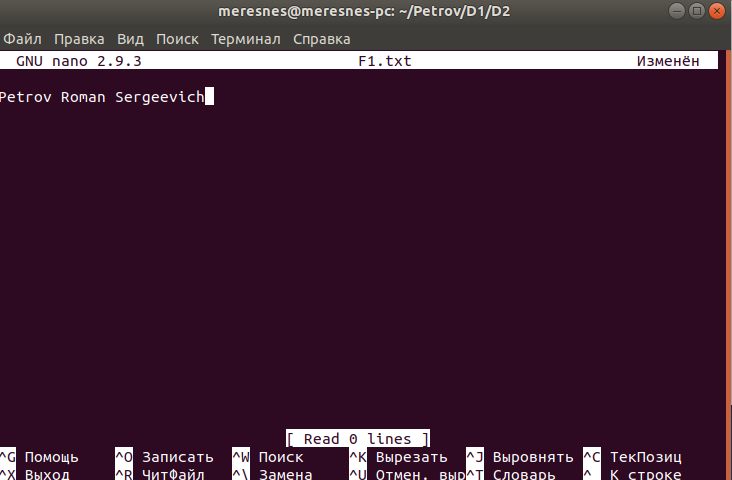 meresnes@meresnes-pc: ~/Petrov/D1/D2
Файл Правка Вид Поиск Терминал Справка
GNU nano 2.9.3 F1.txt Изменён
Petrov Roman Sergeevich
[ Read 0 lines ]
^G Помощь ^O Записать ^W Поиск ^K Вырезать ^J Выровнять ^C ТекПозиц
^X Выход ^R ЧитФайл ^\ Замена ^U Отмен. выр^T Словарь ^_ К строке